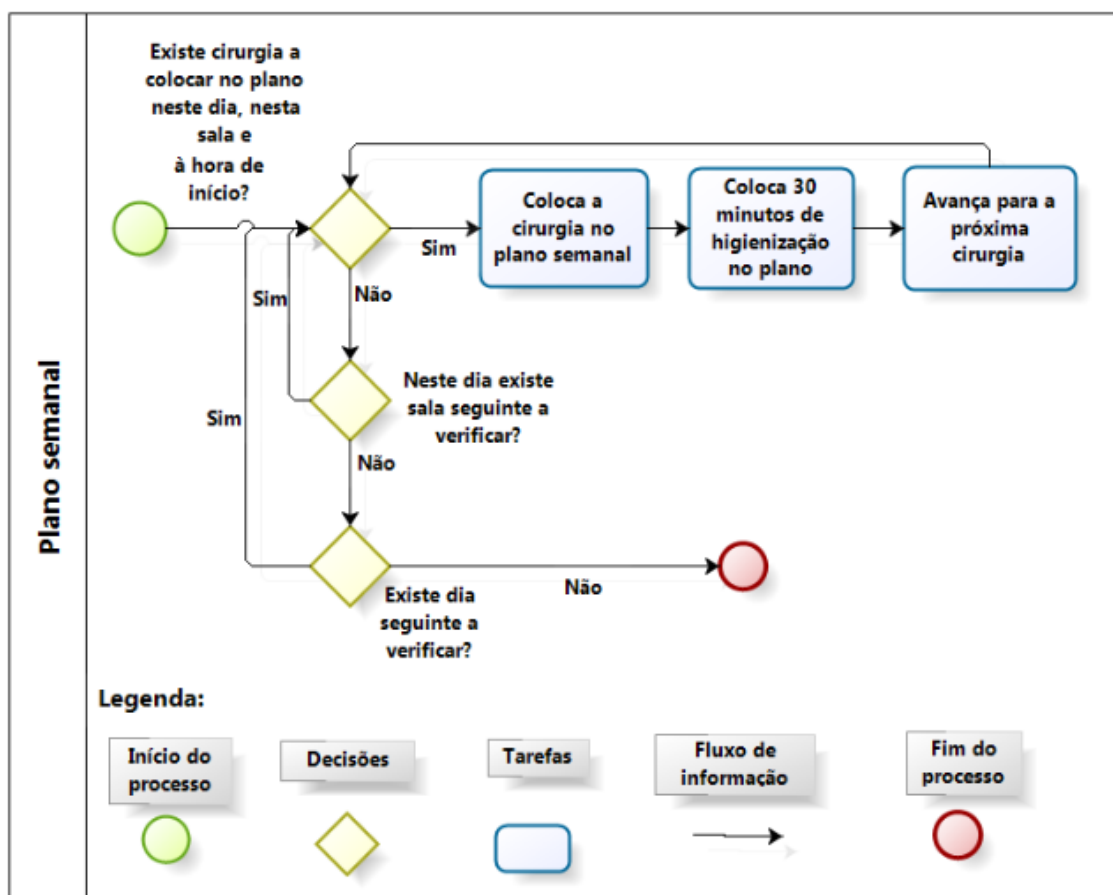 Plano semanal
Existe cirurgia a
colocar no plano
neste dia, nesta
sala e
à hora de
início?
Sim
Coloca a
cirurgia no
plano semanal
Coloca 30
minutos de
higienização
no plano
Avança para a
próxima
cirurgia
Não
Sim
Neste dia existe
sala seguinte a
verificar?
Sim
Não
Existe dia
seguinte a
verificar?
Não
Legenda:
Início do
processo
Decisões
Tarefas
Fluxo de
informação
Fim do
processo